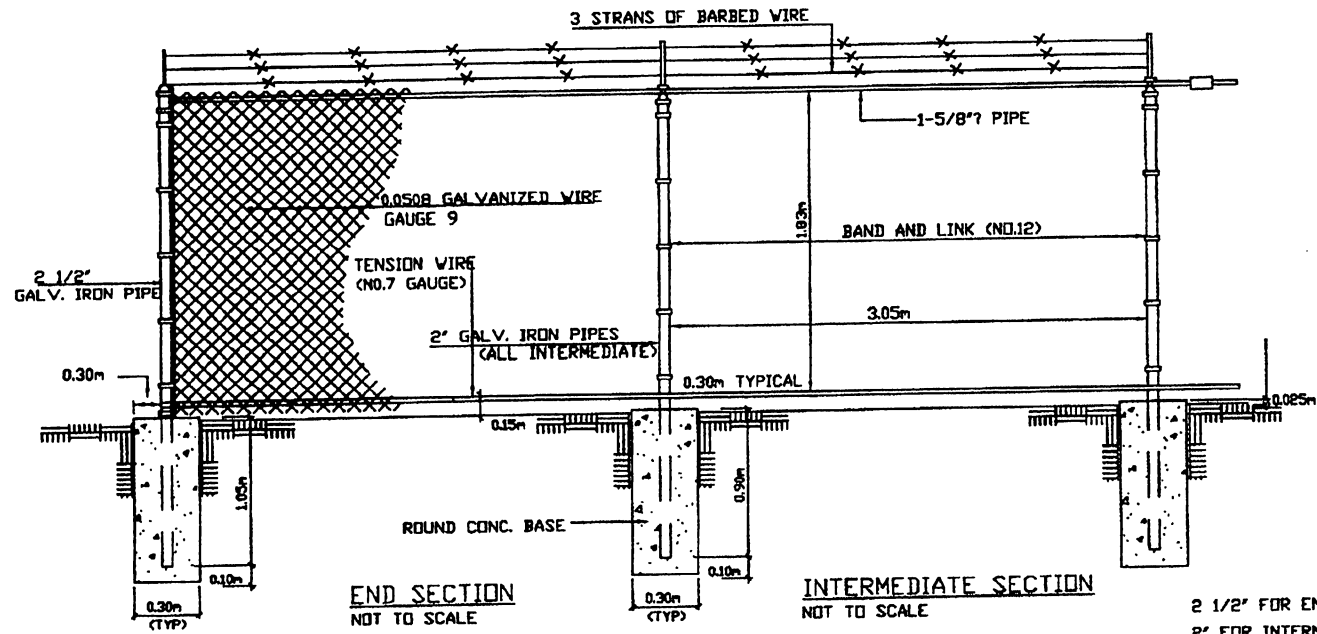 3 STRANS OF BARBED WIRE
1-5/8"? PIPE
0.0508 GALVANIZED WIRE
GAUGE 9
1.83m
BAND AND LINK (NO.12)
TENSION WIRE
(NO.7 GAUGE)
2 1/2"
GALV. IRON PIPE
3.05m
2" GALV. IRON PIPES
(ALL INTERMEDIATE)
0.30m
0.30m TYPICAL
0.025m
0.15m
1.05m
0.90m
ROUND CONC. BASE
0.10m
0.10m
END SECTION
NOT TO SCALE
INTERMEDIATE SECTION
NOT TO SCALE
0.30m
(TYP)
0.30m
(TYP)
2 1/2" FOR EN
2" FOR INTERM